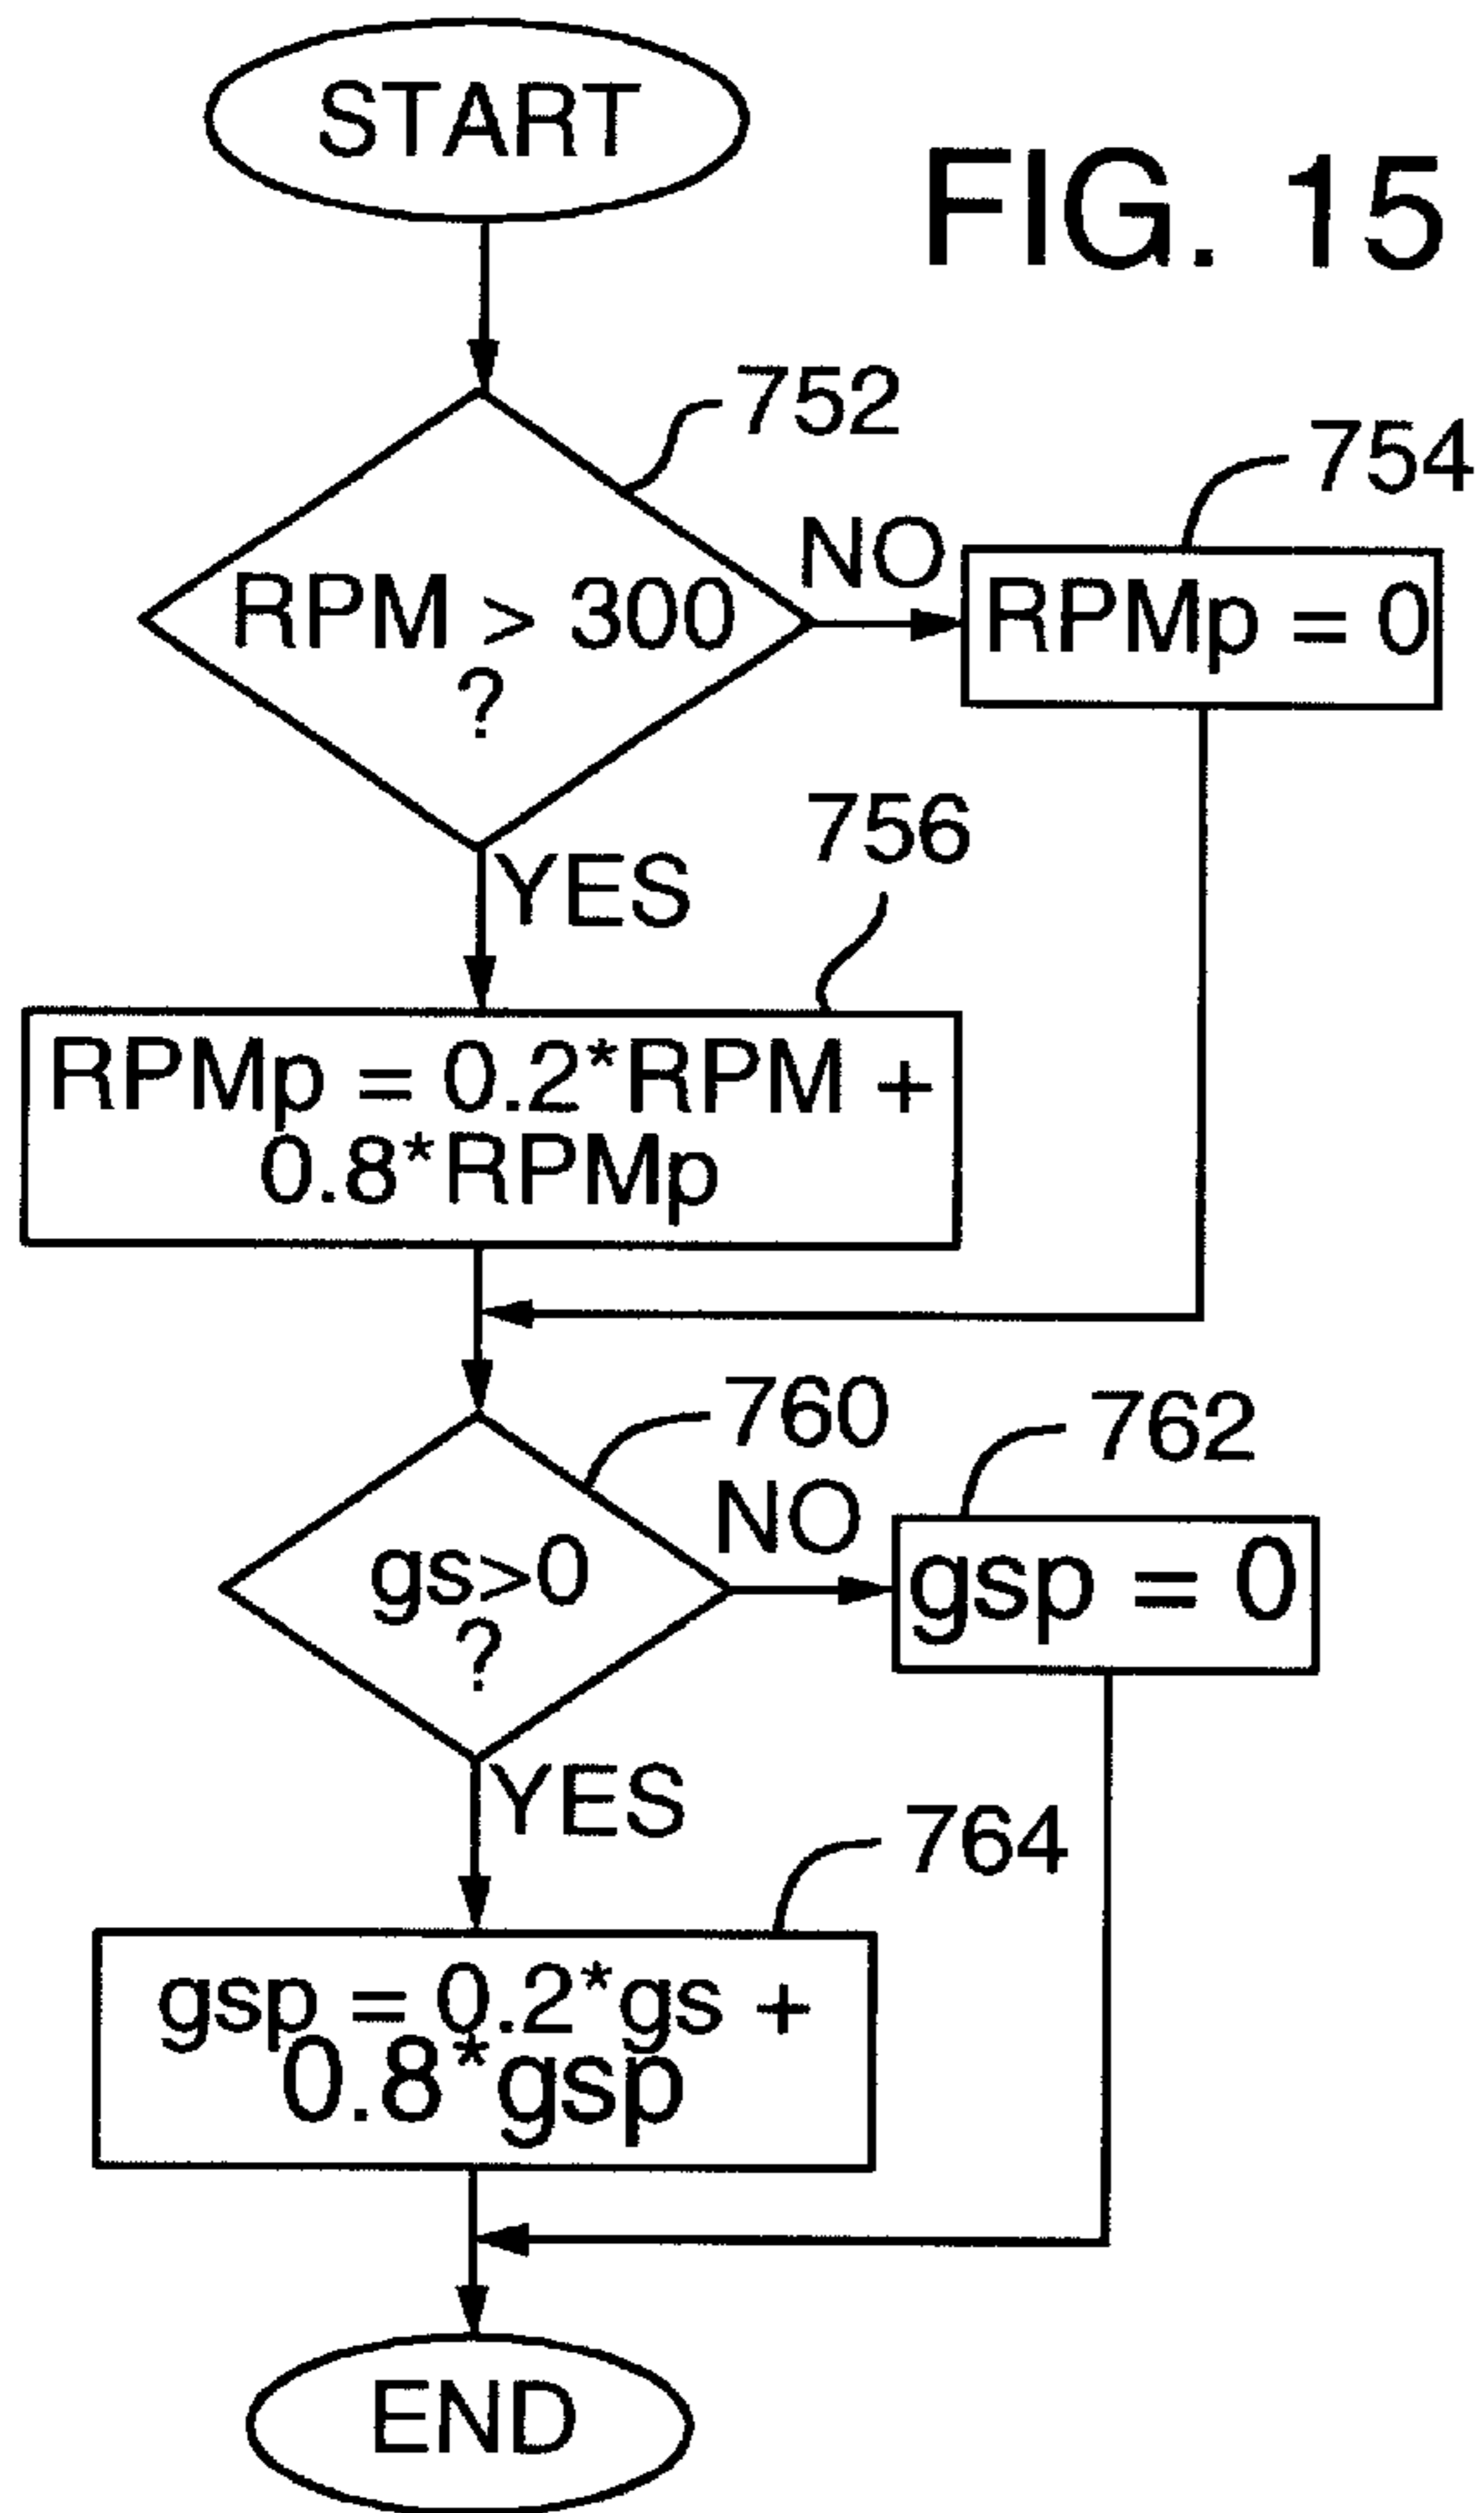 START
FIG. 15
752
754
RPM > 300
?
NO
RPMp = 0
YES
756
RPMp = 0.2*RPM +
0.8*RPMp
760
762
gs>0
?
NO
gsp = 0
YES
764
gsp = 0.2*gs +
0.8*gsp
END